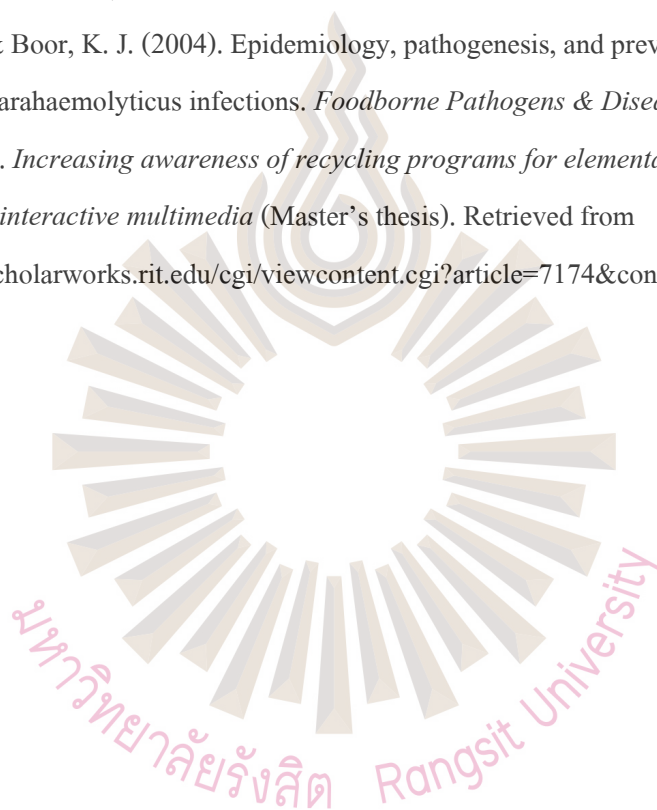 Boor, K. J. (2004). Epidemiology, pathogenesis, and prev
arahaemolyticus infections. Foodborne Pathogens & Disea
. Increasing awareness of recycling programs for elementa
interactive multimedia (Master’s thesis). Retrieved from
cholarworks.rit.edu/cgi/viewcontent.cgi?article=7174&con
มหาวิทยาลัยรังสิต Rangsit University